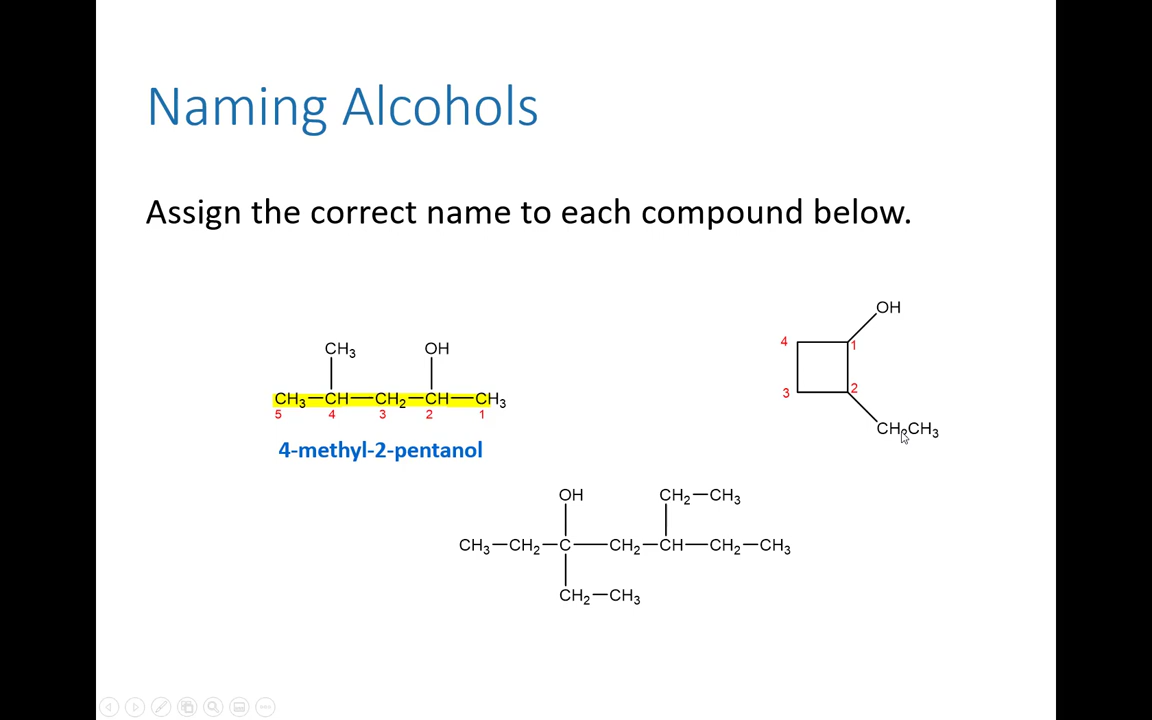 Naming Alcohols
Assign the correct name to each compound below.
OH
4
1
3
2
CH₂CH₃
CH₃
OH
CH₃—CH—CH₂—CH—CH₃
5 4 3 2 1
4-methyl-2-pentanol
OH
CH₂—CH₃
CH₃—CH₂—C—CH₂—CH—CH₂—CH₃
CH₂—CH₃